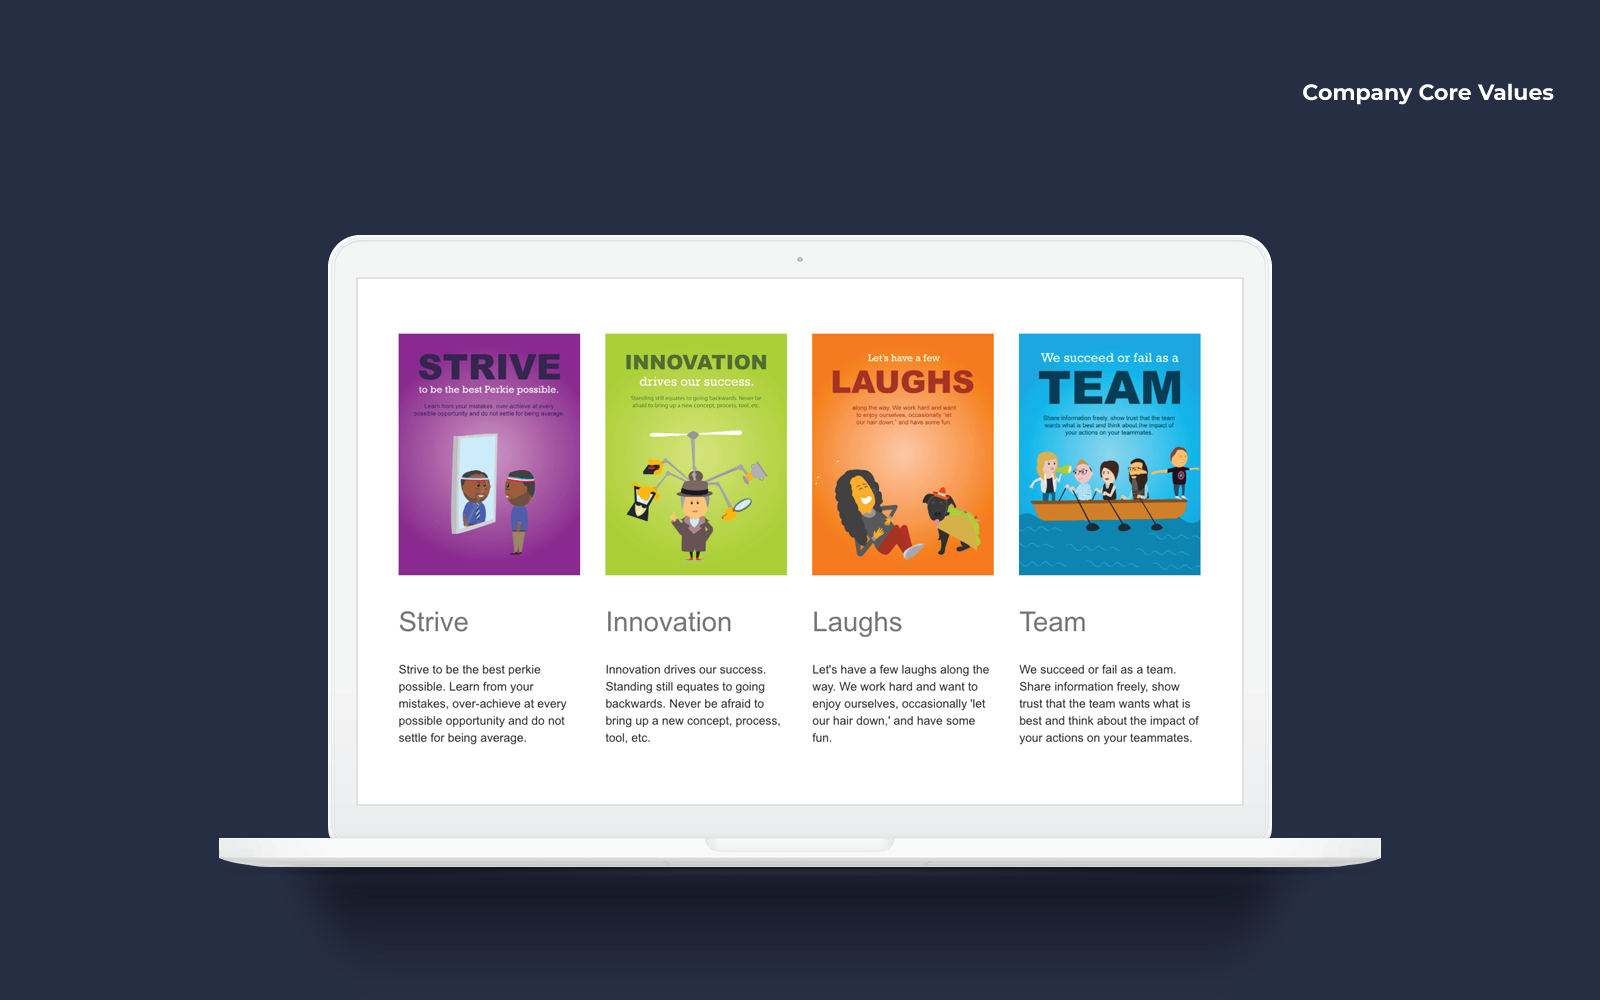 Company Core Values
STRIVE
to be the best Perkie possible.
Learn from your mistakes, over-achieve at every
possible opportunity and do not settle for being average.
INNOVATION
drives our success.
Standing still equates to going backwards. Never be
afraid to bring up a new concept, process, tool, etc.
Let's have a few
LAUGHS
along the way. We work hard and want
to enjoy ourselves, occasionally "let
our hair down," and have some fun.
We succeed or fail as a
TEAM
Share information freely, show trust that the team
wants what is best and think about the impact of
your actions on your teammates.
Strive
Strive to be the best perkie
possible. Learn from your
mistakes, over-achieve at every
possible opportunity and do not
settle for being average.
Innovation
Innovation drives our success.
Standing still equates to going
backwards. Never be afraid to
bring up a new concept, process,
tool, etc.
Laughs
Let's have a few laughs along the
way. We work hard and want to
enjoy ourselves, occasionally 'let
our hair down,' and have some
fun.
Team
We succeed or fail as a team.
Share information freely, show
trust that the team wants what is
best and think about the impact of
your actions on your teammates.